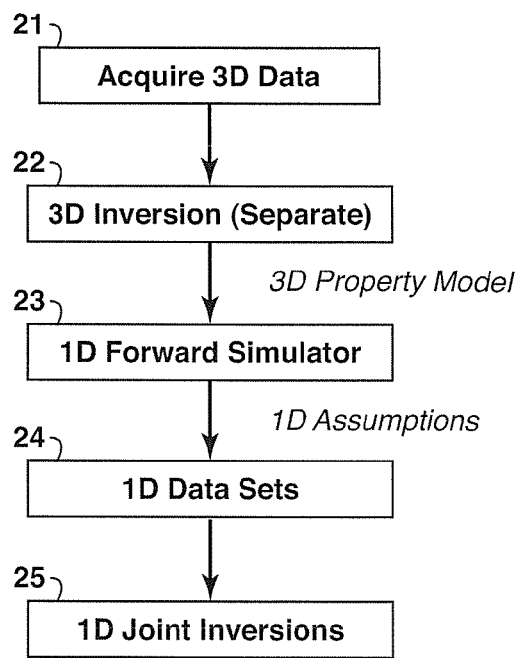 21
Acquire 3D Data
22
3D Inversion (Separate)
3D Property Model
23
1D Forward Simulator
1D Assumptions
24
1D Data Sets
25
1D Joint Inversions